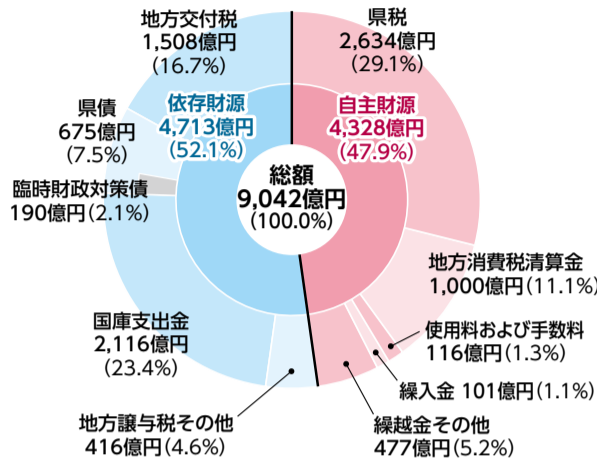 地方交付税
1,508億円
(16.7%)
県税
2,634億円
(29.1%)
県債
675億円
(7.5%)
依存財源
4,713億円
(52.1%)
自主財源
4,328億円
(47.9%)
総額
9,042億円
(100.0%)
臨時財政対策債
190億円(2.1%)
地方消費税清算金
1,000億円(11.1%)
国庫支出金
2,116億円
(23.4%)
使用料および手数料
116億円(1.3%)
繰入金 101億円(1.1%)
地方譲与税その他
416億円(4.6%)
繰越金その他
477億円(5.2%)